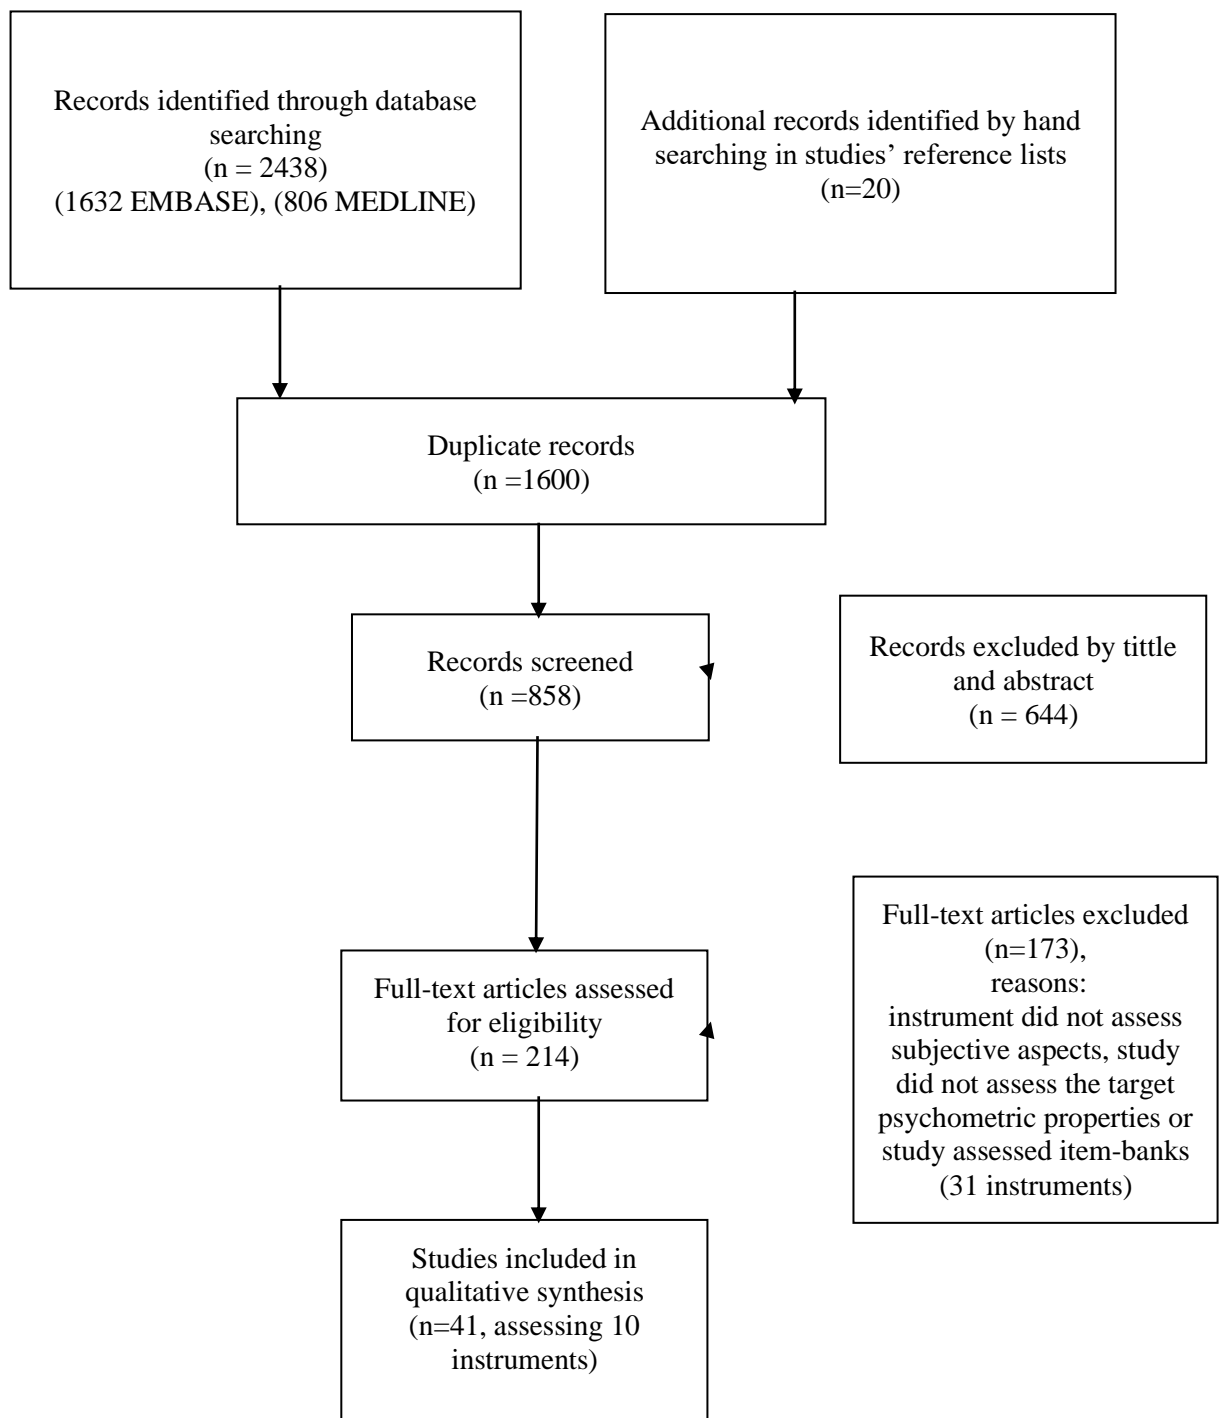 Records identified through database
searching
(n = 2438)
(1632 EMBASE), (806 MEDLINE)
Additional records identified by hand
searching in studies’ reference lists
(n=20)
Duplicate records
(n =1600)
Records screened
(n =858)
Records excluded by tittle
and abstract
(n = 644)
Full-text articles assessed
for eligibility
(n = 214)
Full-text articles excluded
(n=173),
reasons:
instrument did not assess
subjective aspects, study
did not assess the target
psychometric properties or
study assessed item-banks
(31 instruments)
Studies included in
qualitative synthesis
(n=41, assessing 10
instruments)